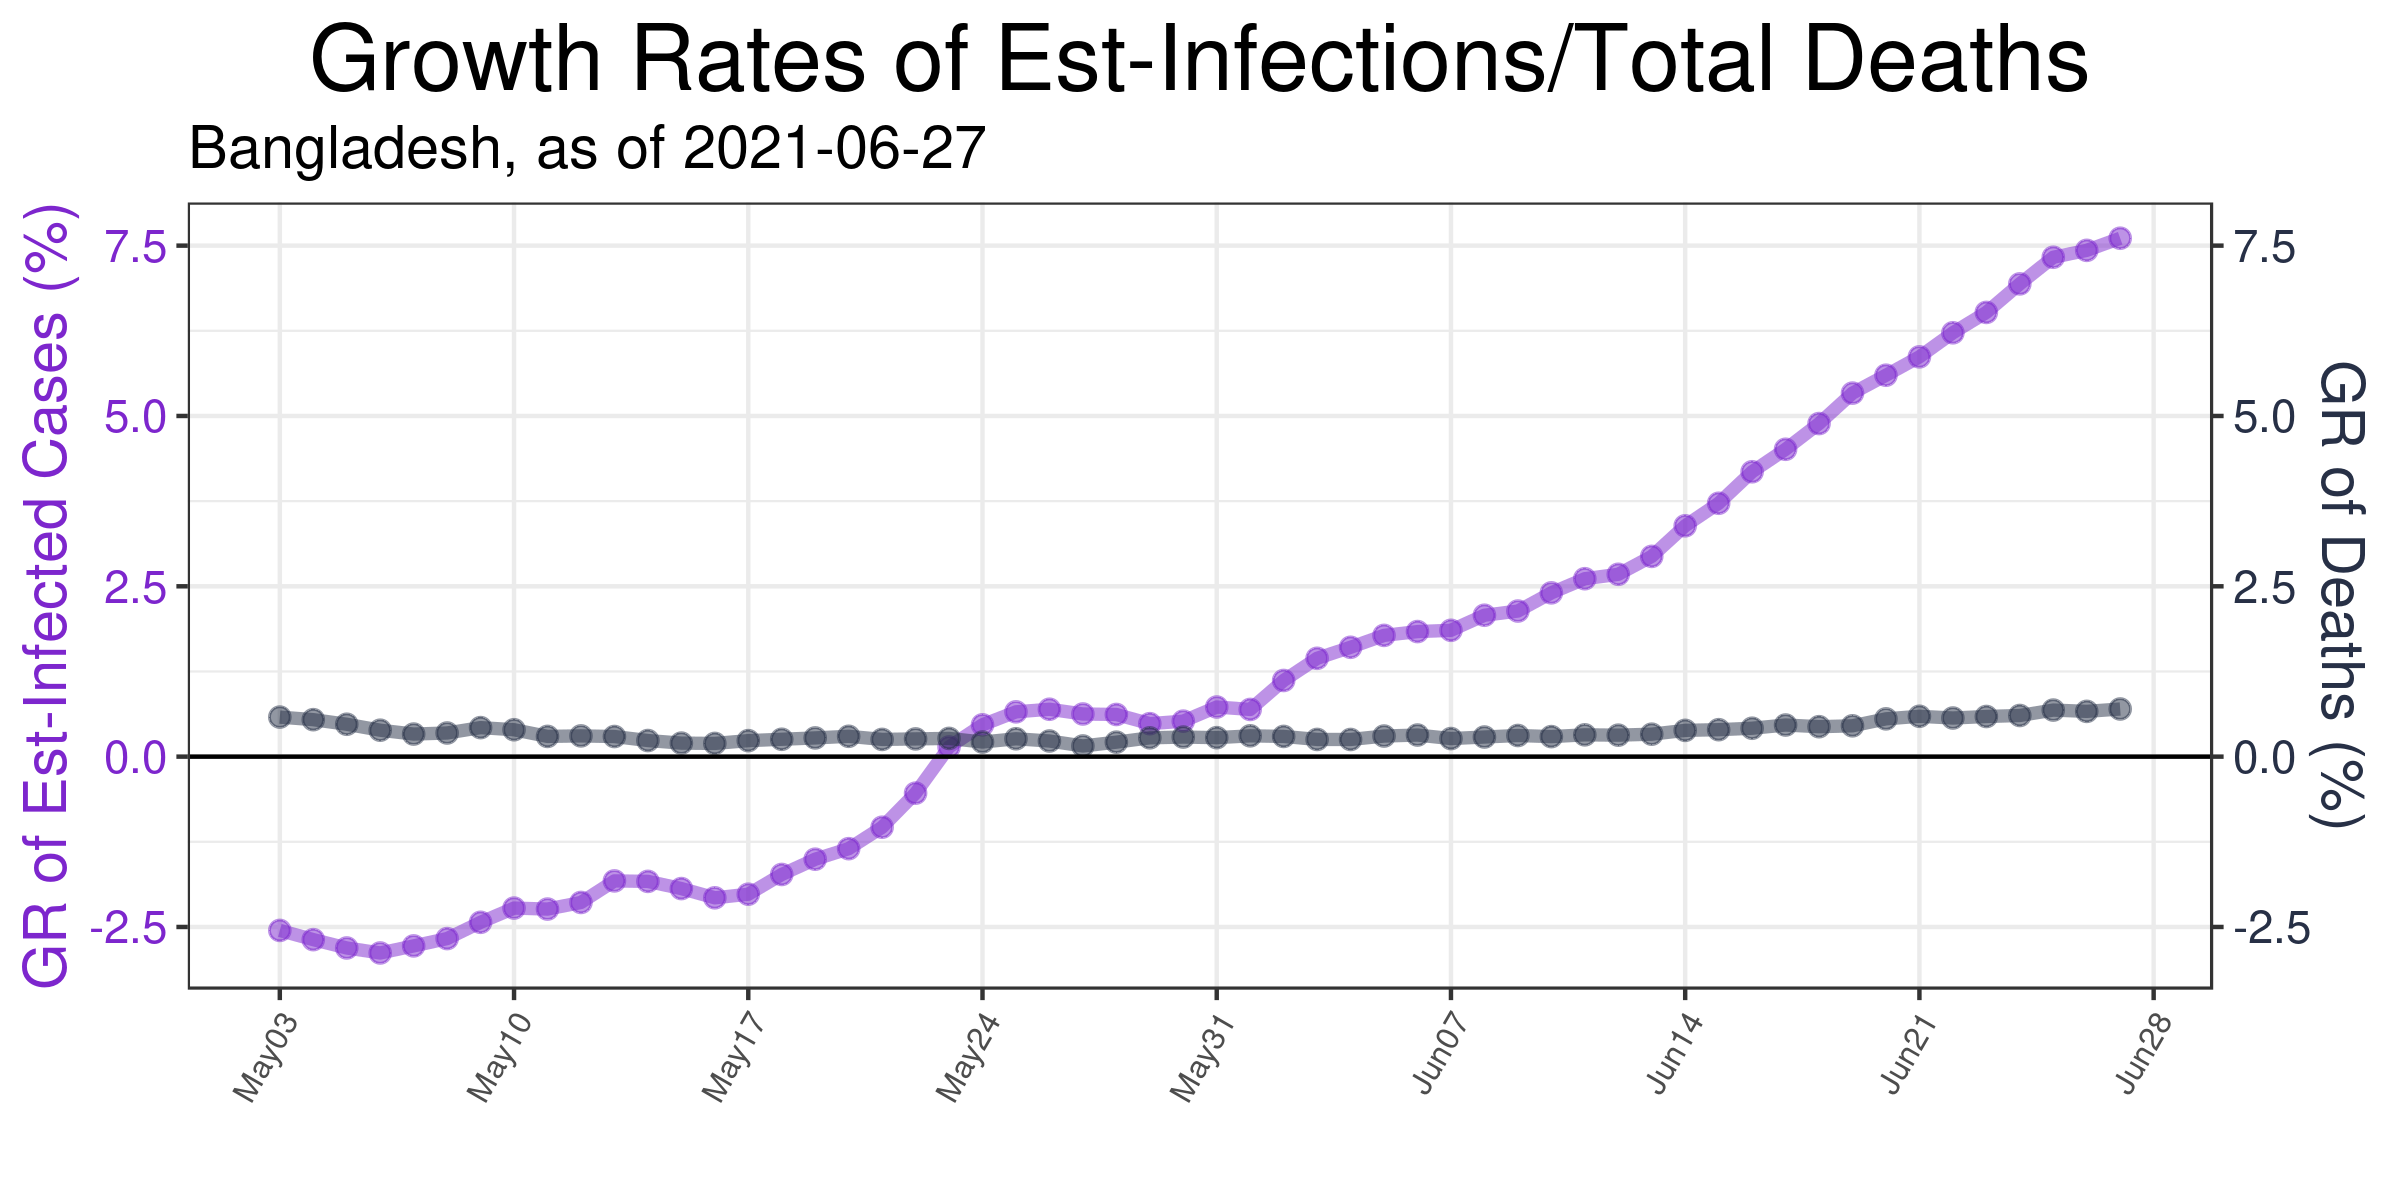 Growth Rates of Est-Infections/Total Deaths
Bangladesh, as of 2021-06-27
GR of Est-Infected Cases (%)
7.5
5.0
2.5
0.0
-2.5
7.5
5.0
2.5
0.0
-2.5
GR of Deaths (%)
May03
May10
May17
May24
May31
Jun07
Jun14
Jun21
Jun28